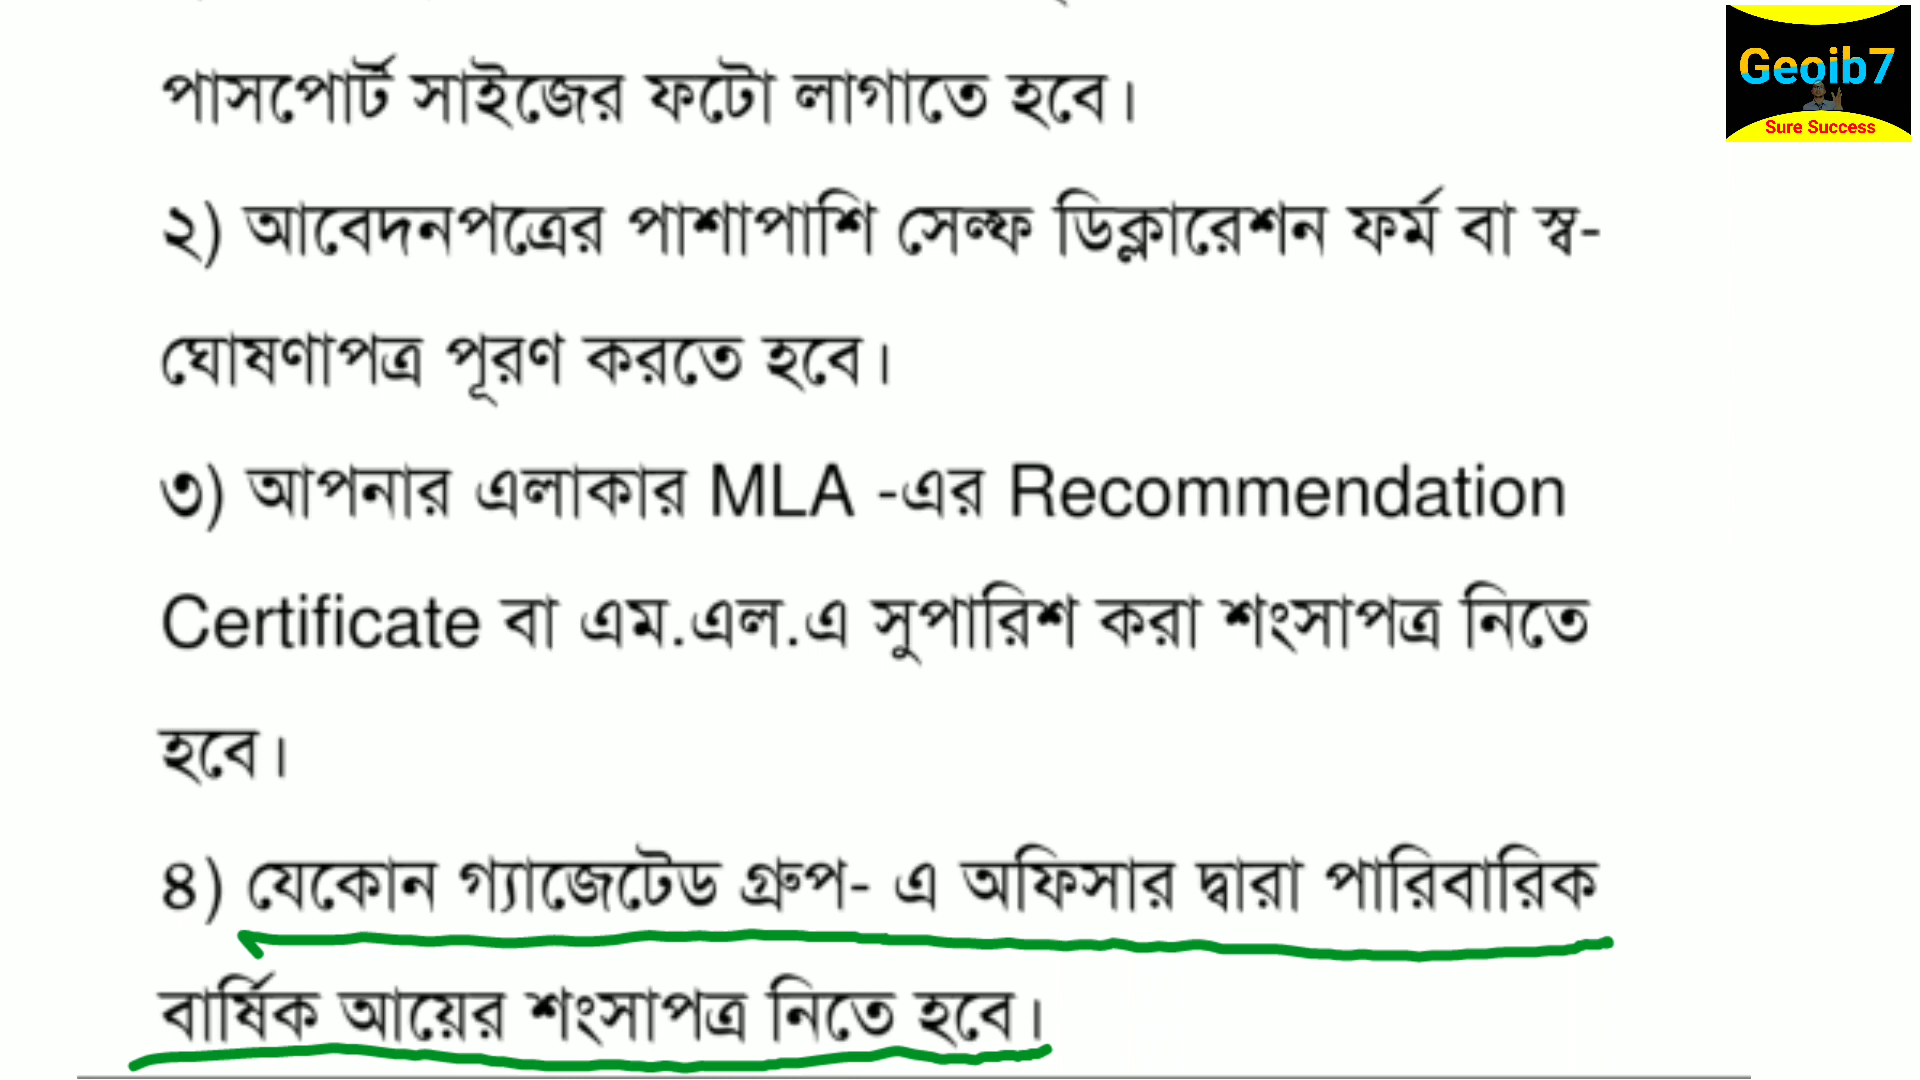 পাসপোর্ট সাইজের ফটো লাগাতে হবে।
২) আবেদনপত্রের পাশাপাশি সেল্ফ ডিক্লারেশন ফর্ম বা স্ব-
ঘোষণাপত্র পূরণ করতে হবে।
৩) আপনার এলাকার MLA -এর Recommendation
Certificate বা এম.এল.এ সুপারিশ করা শংসাপত্র নিতে
হবে।
৪) যেকোন গ্যাজেটেড গ্রুপ- এ অফিসার দ্বারা পারিবারিক
বার্ষিক আয়ের শংসাপত্র নিতে হবে।
Geoib7
Sure Success